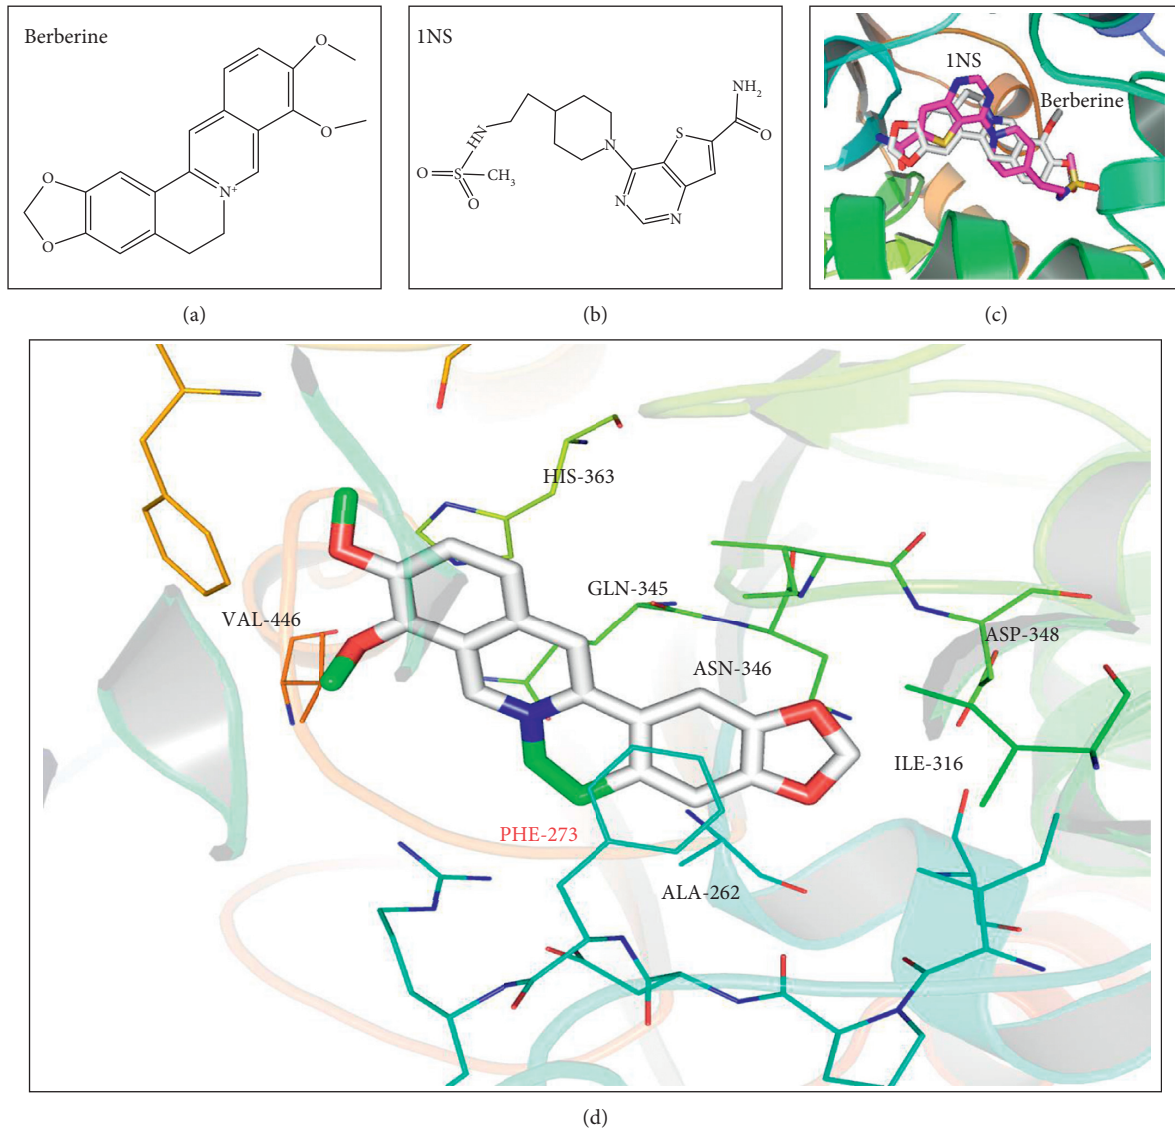 Berberine
O
O
O
O
N⁺
(a)
1NS
NH₂
O
S
HN
N
O
S
CH₃
O
N
N
(b)
1NS
Berberine
(c)
HIS-363
GLN-345
VAL-446
ASP-348
ASN-346
ILE-316
PHE-273
ALA-262
(d)